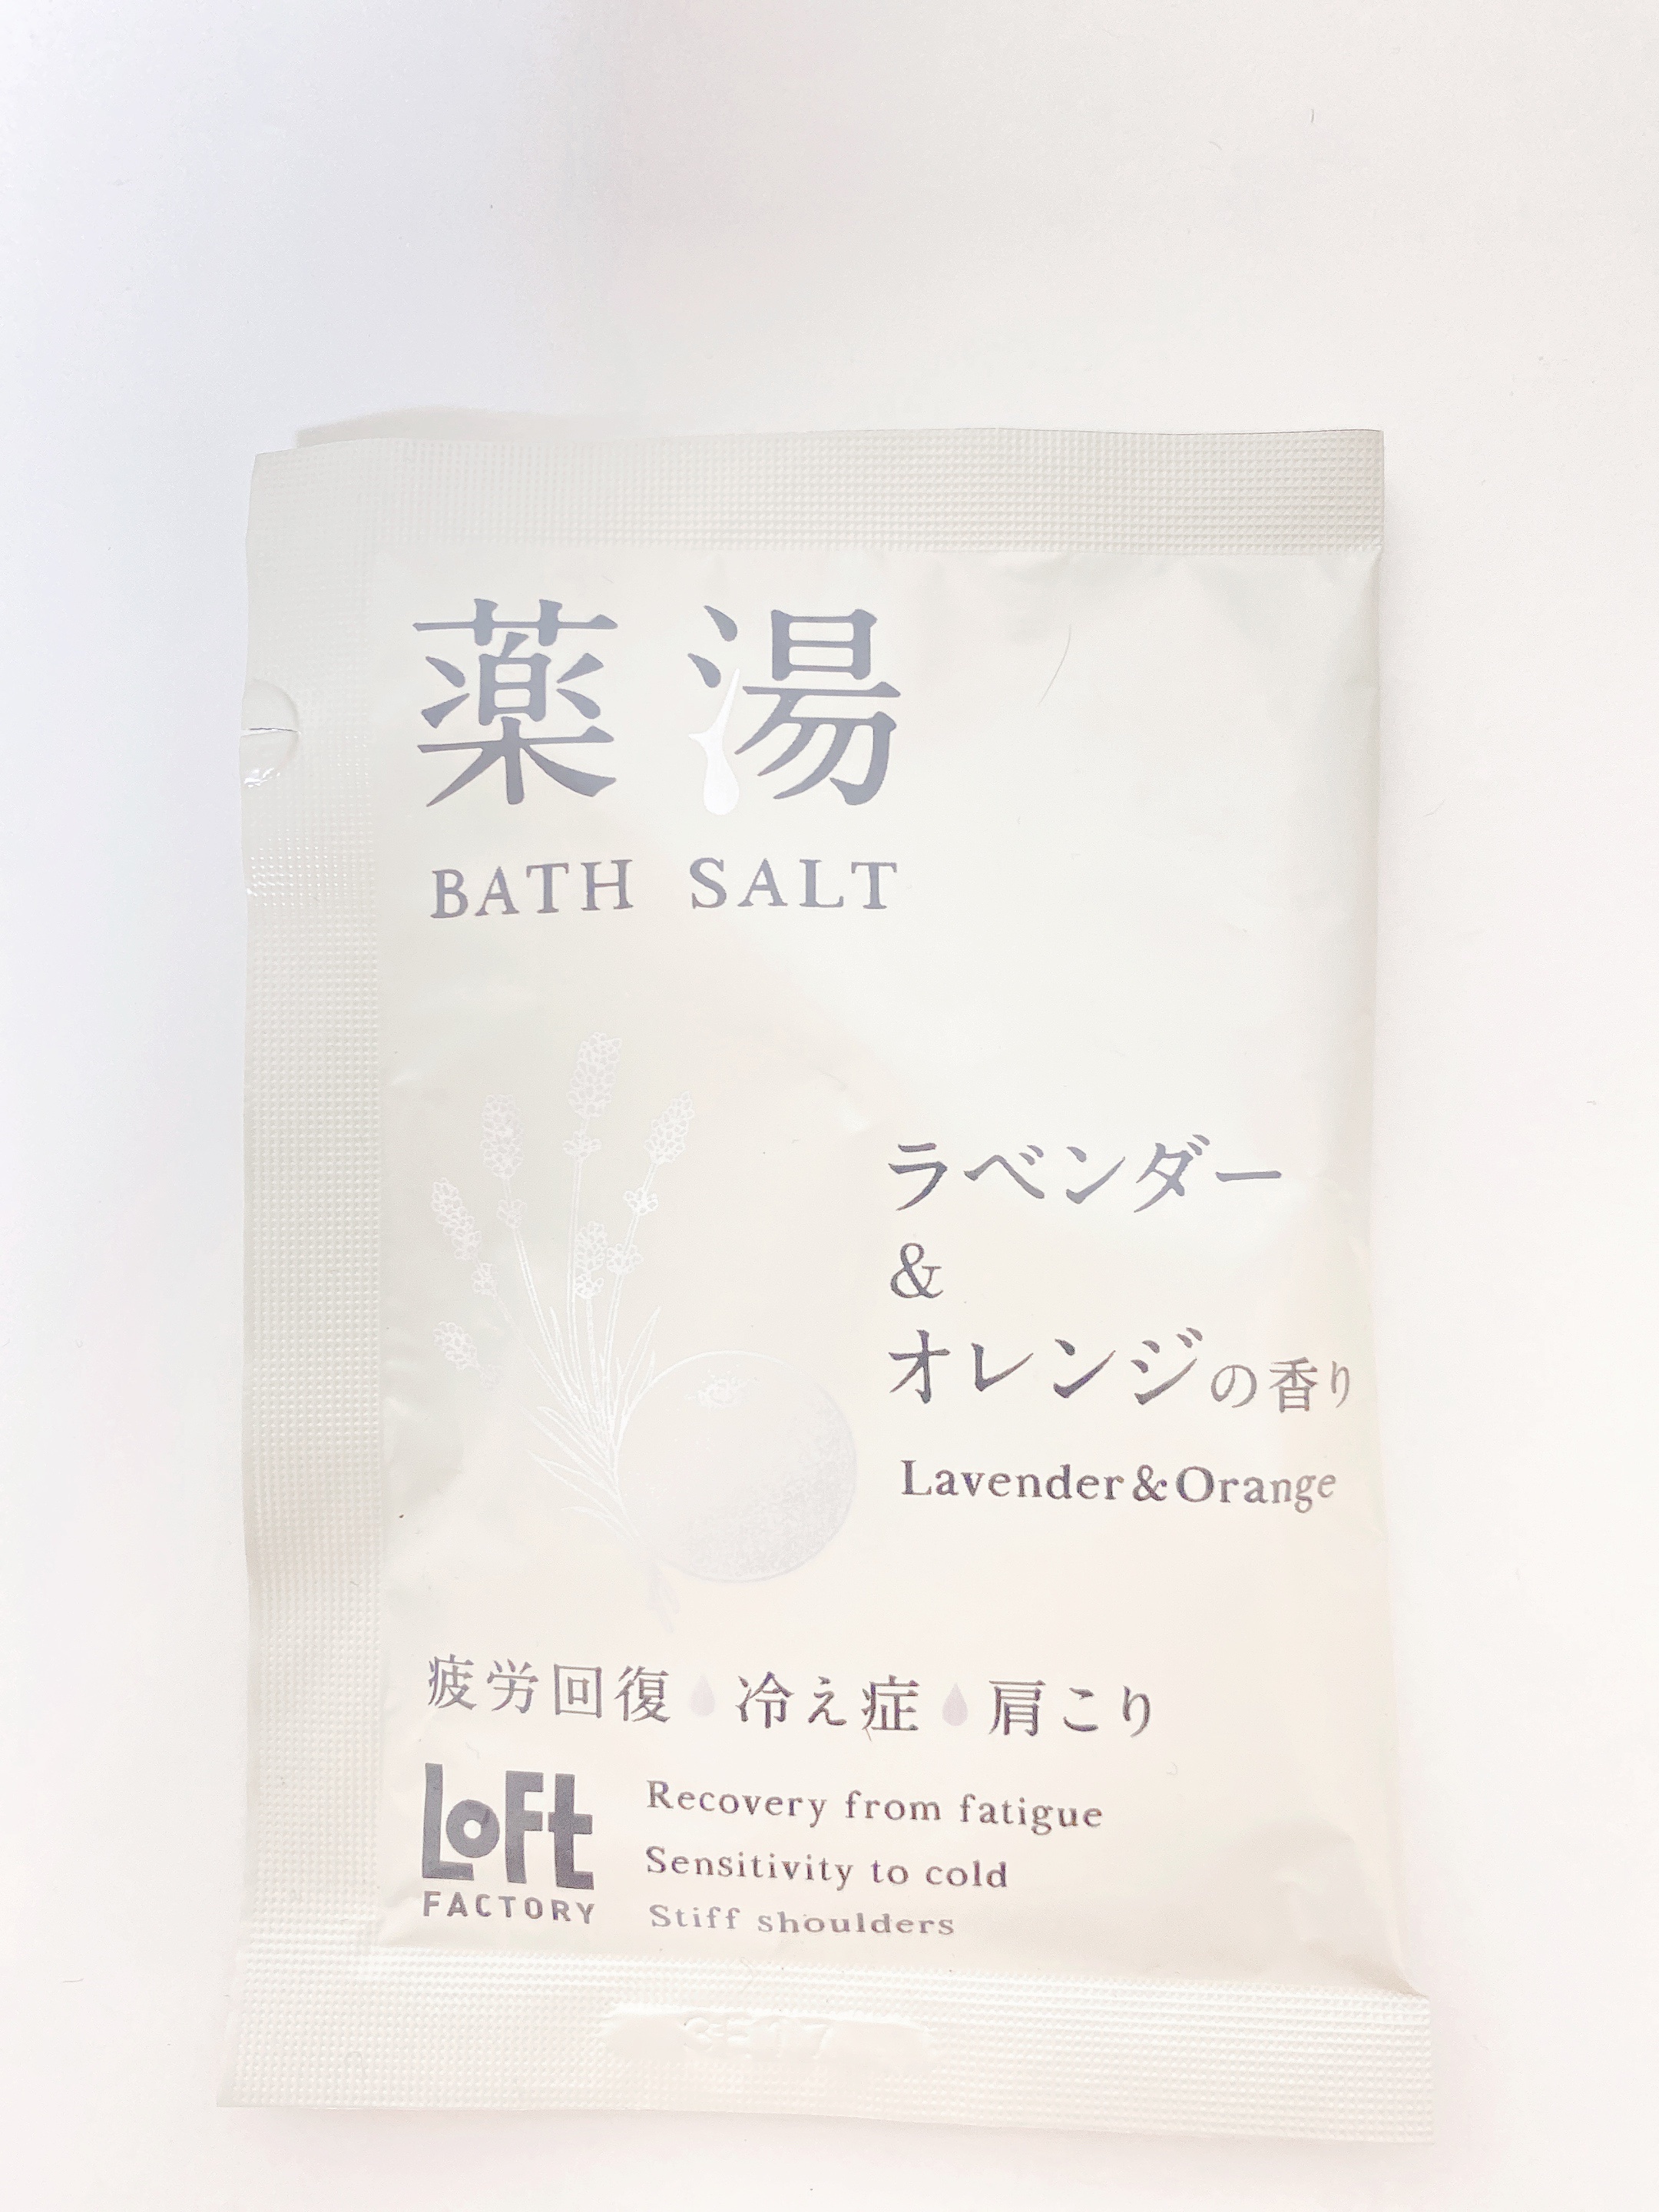 薬湯
BATH SALT
ラベンダー
&
オレンジの香り
Lavender&Orange
疲労回復 冷え症 肩こり
LoFt
FACTORY
Recovery from fatigue
Sensitivity to cold
Stiff shoulders